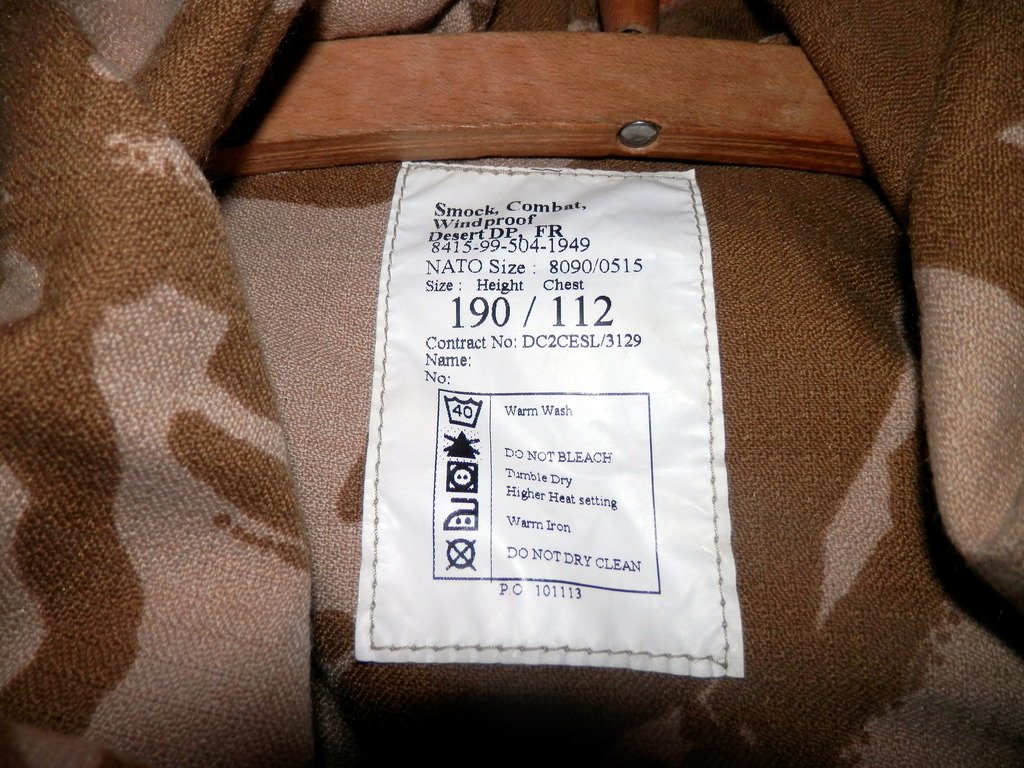 Smock, Combat,
Windproof
Desert DP, FR
8415-99-504-1949
NATO Size : 8090/0515
Size : Height Chest
190 / 112
Contract No: DC2CESL/3129
Name:
No:
40 Warm Wash
DO NOT BLEACH
Tumble Dry
Higher Heat setting
Warm Iron
DO NOT DRY CLEAN
P.O 101113